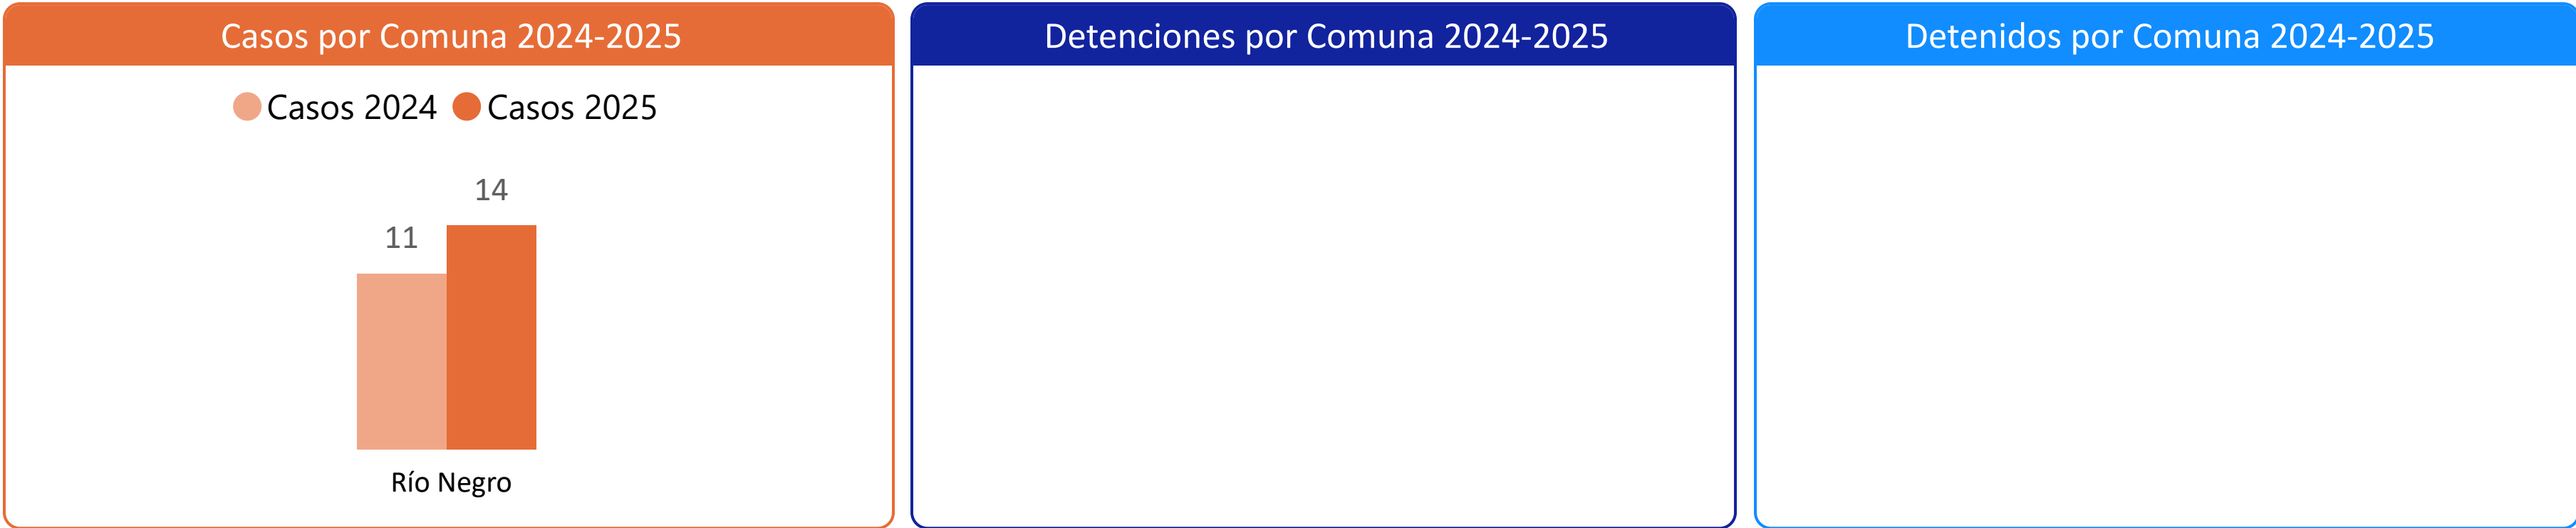 Casos por Comuna 2024-2025
Casos 2024 Casos 2025
14
11
Río Negro
Detenciones por Comuna 2024-2025
Detenidos por Comuna 2024-2025